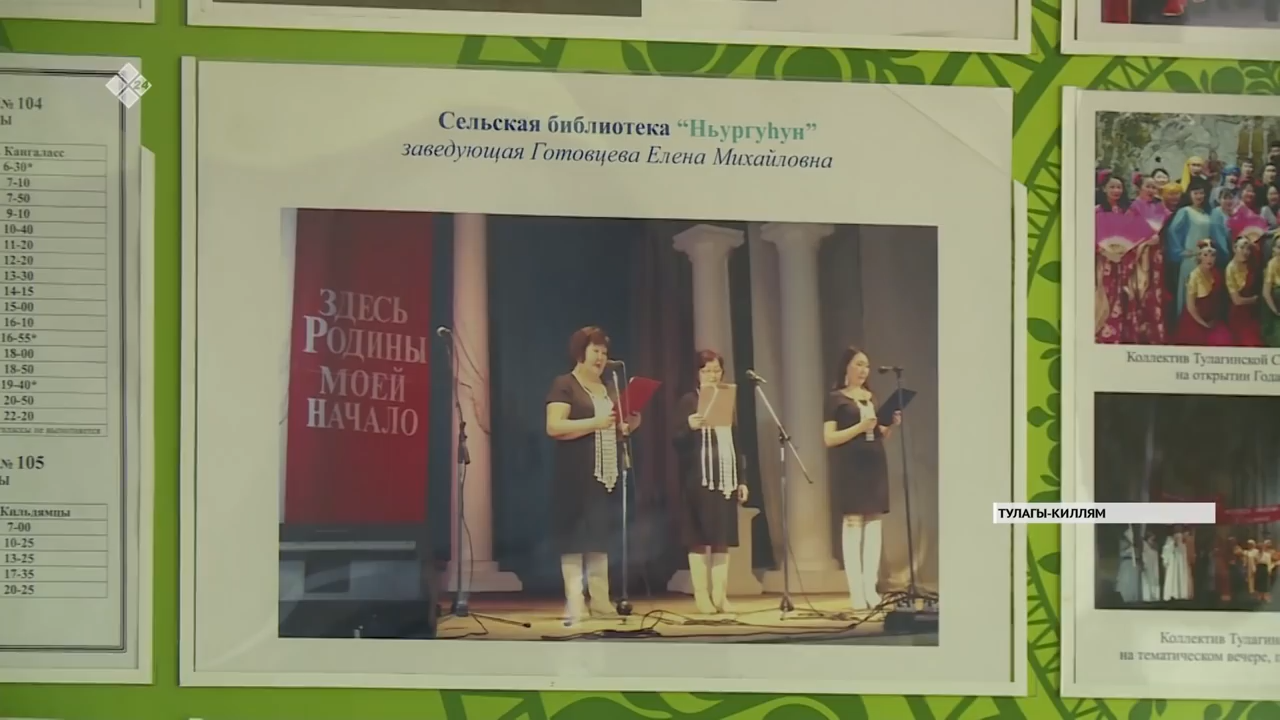 24
№ 104
Ы
Кангаласс
6-30*
7-10
7-50
9-10
10-40
11-20
12-20
13-30
14-15
15-00
16-10
16-55*
18-00
18-50
19-40*
20-50
22-20
№ 105
Ы
Кильдямцы
7-00
10-25
13-25
17-35
20-25
Сельская библиотека “Ньургуһун”
заведующая Готовцева Елена Михайловна
ЗДЕСЬ
РОДИНЫ
МОЕЙ
НАЧАЛО
Коллектив Тулагинской С
на открытии Года
ТУЛАГЫ-КИЛЛЯМ
Коллектив Тулагин
на тематическом вечере,